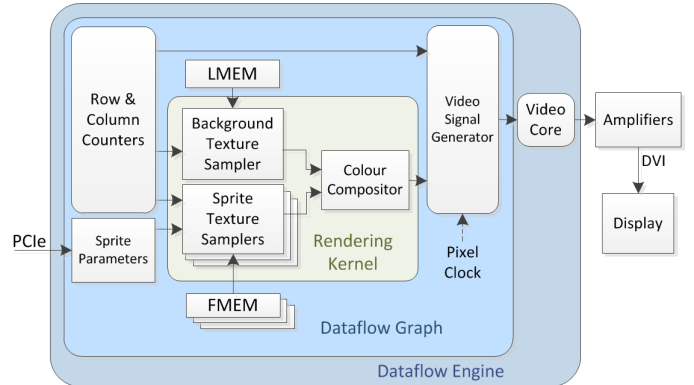 LMEM
Row &
Column
Counters
Background
Texture
Sampler
Video
Signal
Generator
Video
Core
Amplifiers
Colour
Compositor
DVI
Sprite
Texture
Samplers
PCIe
Sprite
Parameters
Rendering
Kernel
Pixel
Clock
Display
FMEM
Dataflow Graph
Dataflow Engine